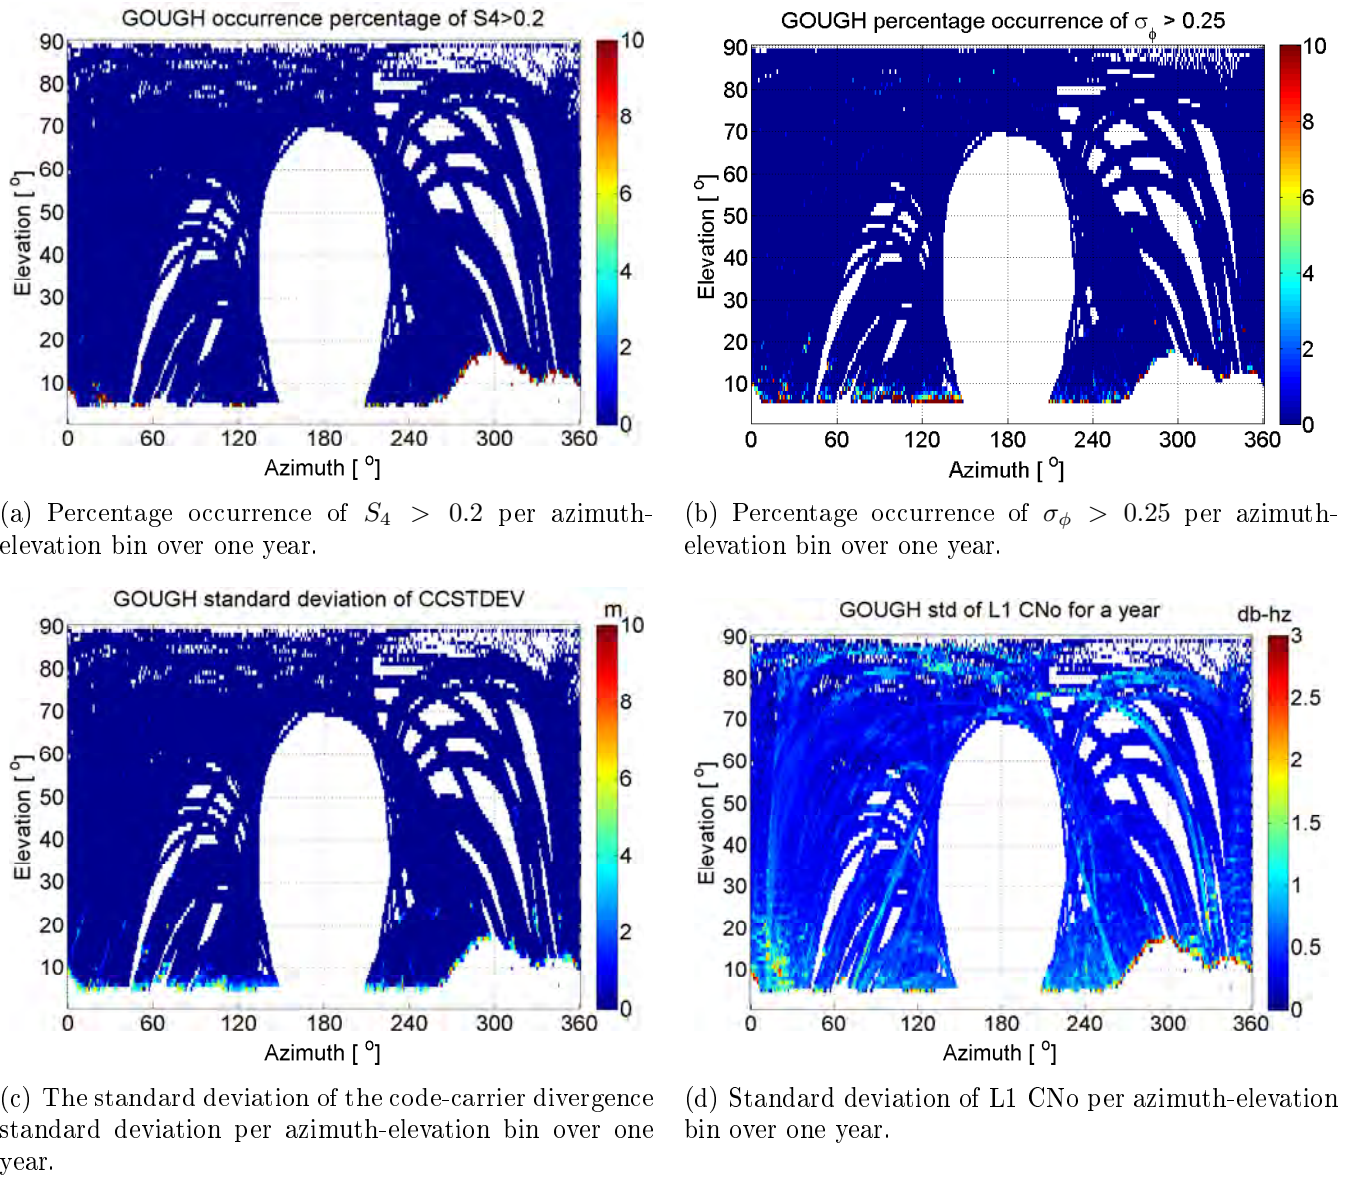 GOUGH occurrence percentage of S4>0.2
90
80
70
60
50
40
30
20
10
Elevation [ °]
0 60 120 180 240 300 360
Azimuth [ °]
10
8
6
4
2
0
GOUGH percentage occurrence of σϕ > 0.25
90
80
70
60
50
40
30
20
10
Elevation [ °]
0 60 120 180 240 300 360
Azimuth [ °]
10
8
6
4
2
0
(a) Percentage occurrence of S₄ > 0.2 per azimuth-
elevation bin over one year.
(b) Percentage occurrence of σϕ > 0.25 per azimuth-
elevation bin over one year.
GOUGH standard deviation of CCSTDEV
m
90
80
70
60
50
40
30
20
10
Elevation [ °]
0 60 120 180 240 300 360
Azimuth [ °]
10
8
6
4
2
0
GOUGH std of L1 CNo for a year
db-hz
90
80
70
60
50
40
30
20
10
Elevation [ °]
0 60 120 180 240 300 360
Azimuth [ °]
3
2.5
2
1.5
1
0.5
0
(c) The standard deviation of the code-carrier divergence
standard deviation per azimuth-elevation bin over one
year.
(d) Standard deviation of L1 CNo per azimuth-elevation
bin over one year.